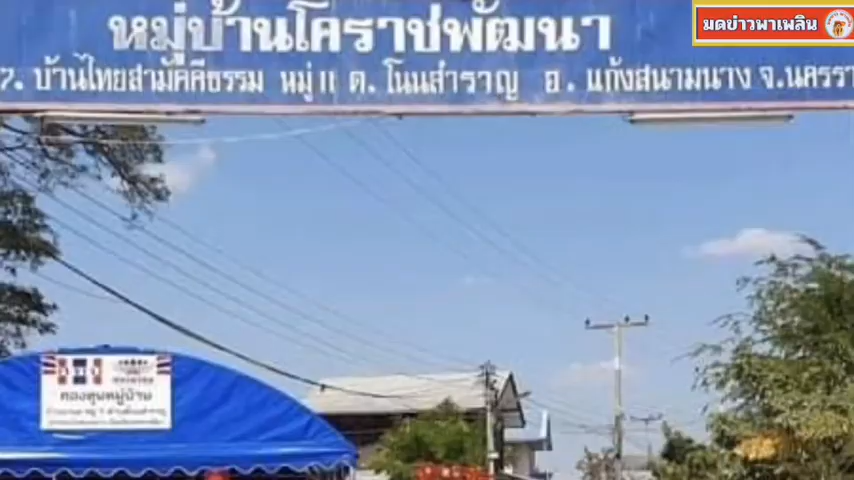 หมู่บ้านโคราชพัฒนา
มดข่าวพาเพลิน
7. บ้านไทยสามัคคีธรรม หมู่ 11 ต.โนนสำราญ อ. แก้งสนามนาง จ.นครรา
กองทุนหมู่บ้าน